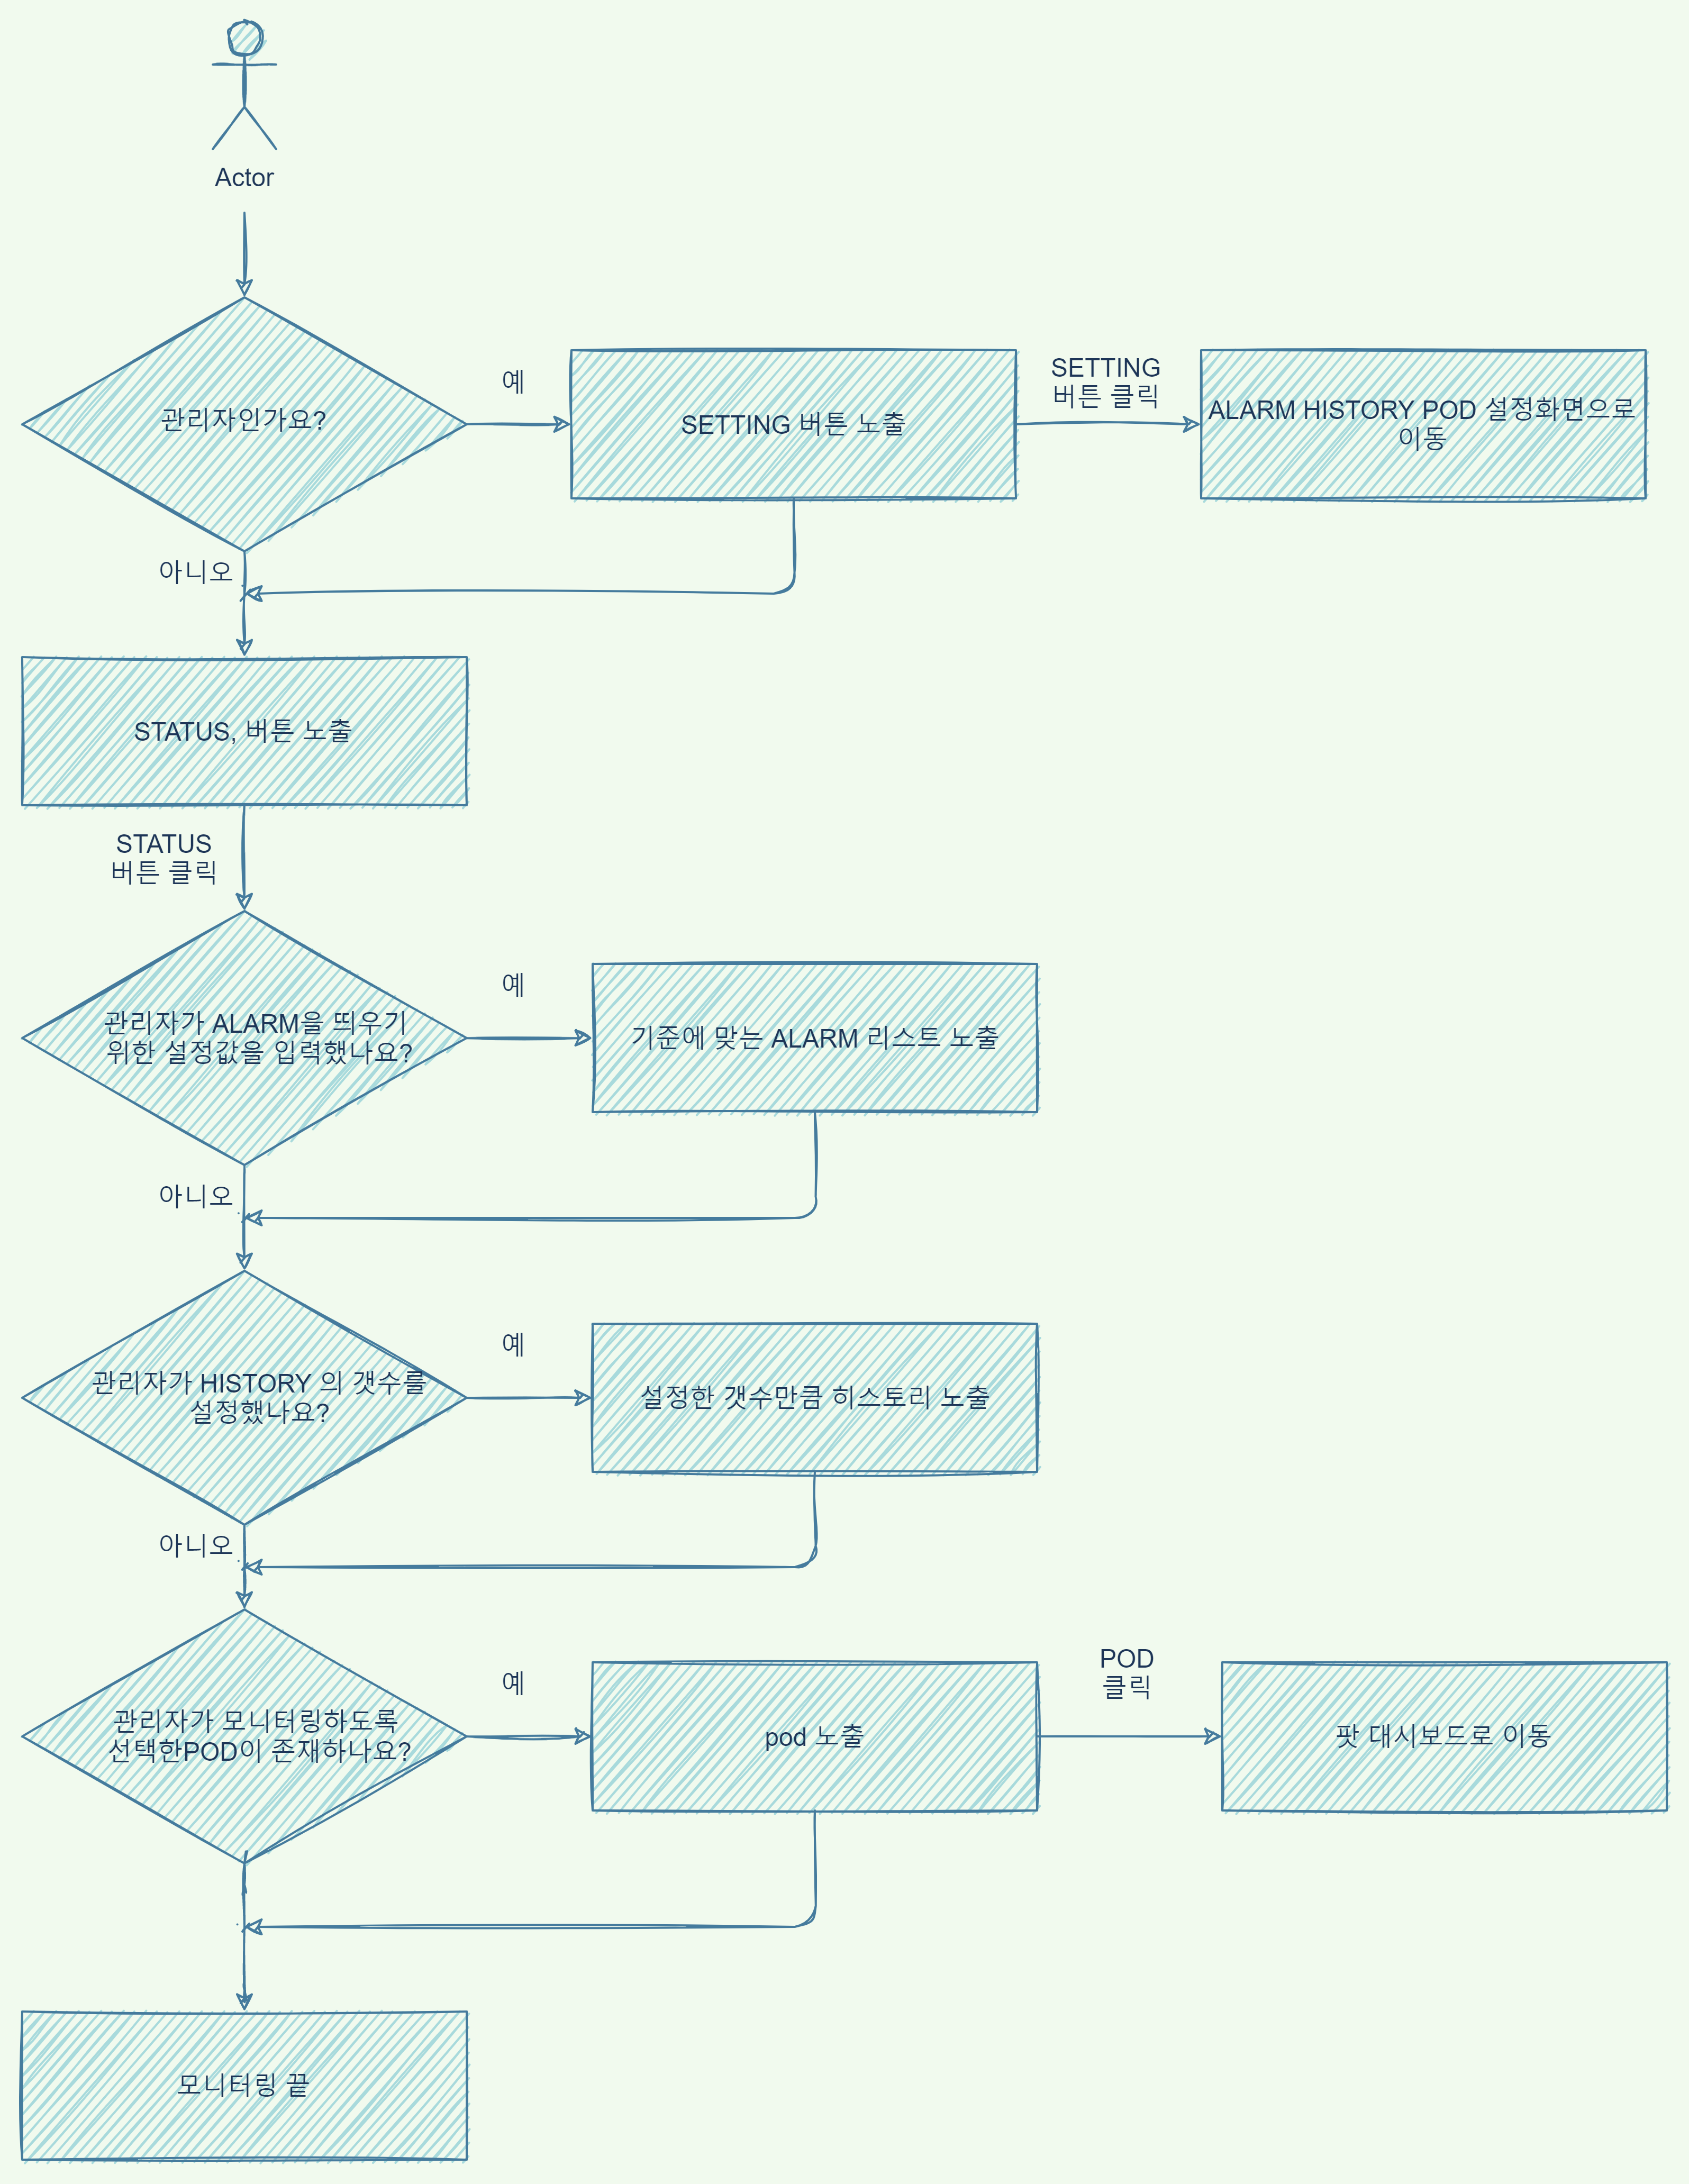 Actor
관리자인가요?
예
SETTING 버튼 노출
SETTING
버튼 클릭
ALARM HISTORY POD 설정화면으로
이동
아니오
STATUS, 버튼 노출
STATUS
버튼 클릭
관리자가 ALARM을 띄우기
위한 설정값을 입력했나요?
예
기준에 맞는 ALARM 리스트 노출
아니오
관리자가 HISTORY 의 갯수를
설정했나요?
예
설정한 갯수만큼 히스토리 노출
아니오
관리자가 모니터링하도록
선택한POD이 존재하나요?
예
pod 노출
POD
클릭
팟 대시보드로 이동
모니터링 끝